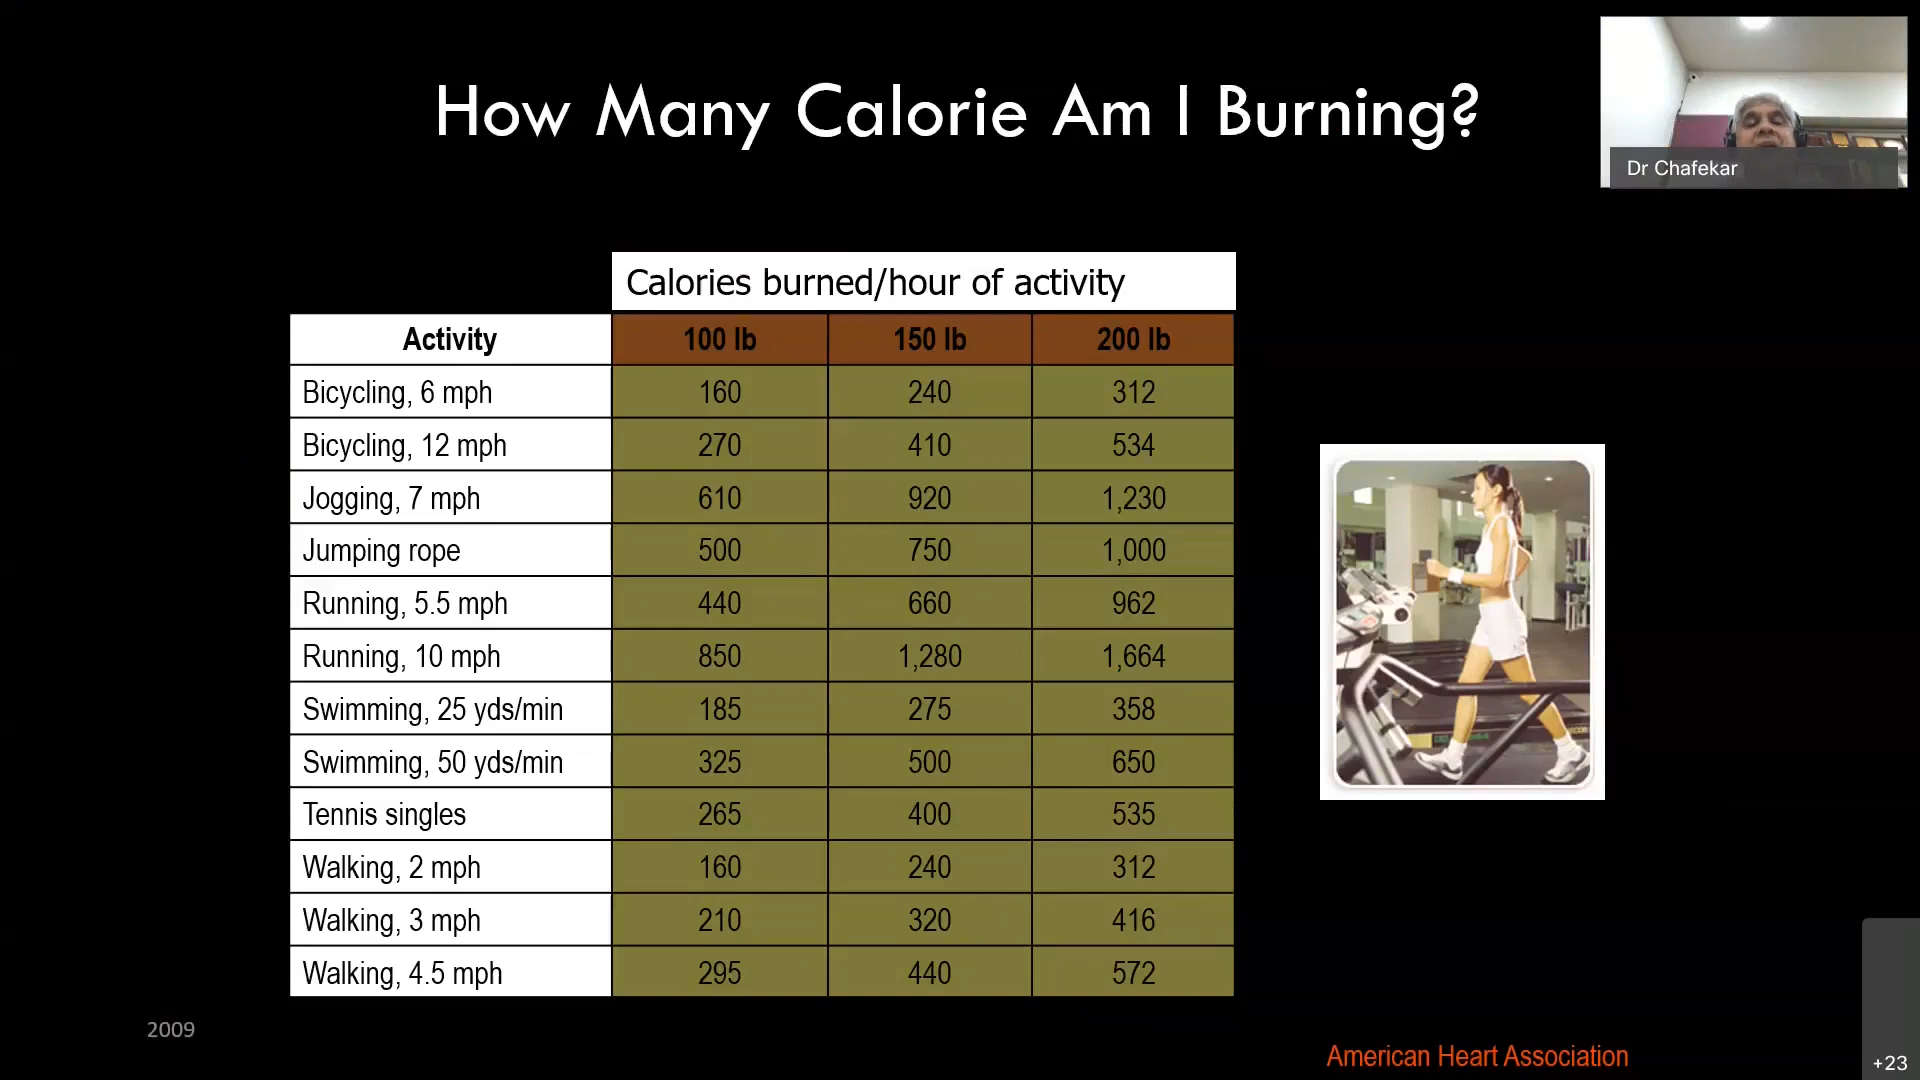 How Many Calorie Am I Burning?
Dr Chafekar
Calories burned/hour of activity
Activity 100 lb 150 lb 200 lb
Bicycling, 6 mph 160 240 312
Bicycling, 12 mph 270 410 534
Jogging, 7 mph 610 920 1,230
Jumping rope 500 750 1,000
Running, 5.5 mph 440 660 962
Running, 10 mph 850 1,280 1,664
Swimming, 25 yds/min 185 275 358
Swimming, 50 yds/min 325 500 650
Tennis singles 265 400 535
Walking, 2 mph 160 240 312
Walking, 3 mph 210 320 416
Walking, 4.5 mph 295 440 572
2009
American Heart Association
+23